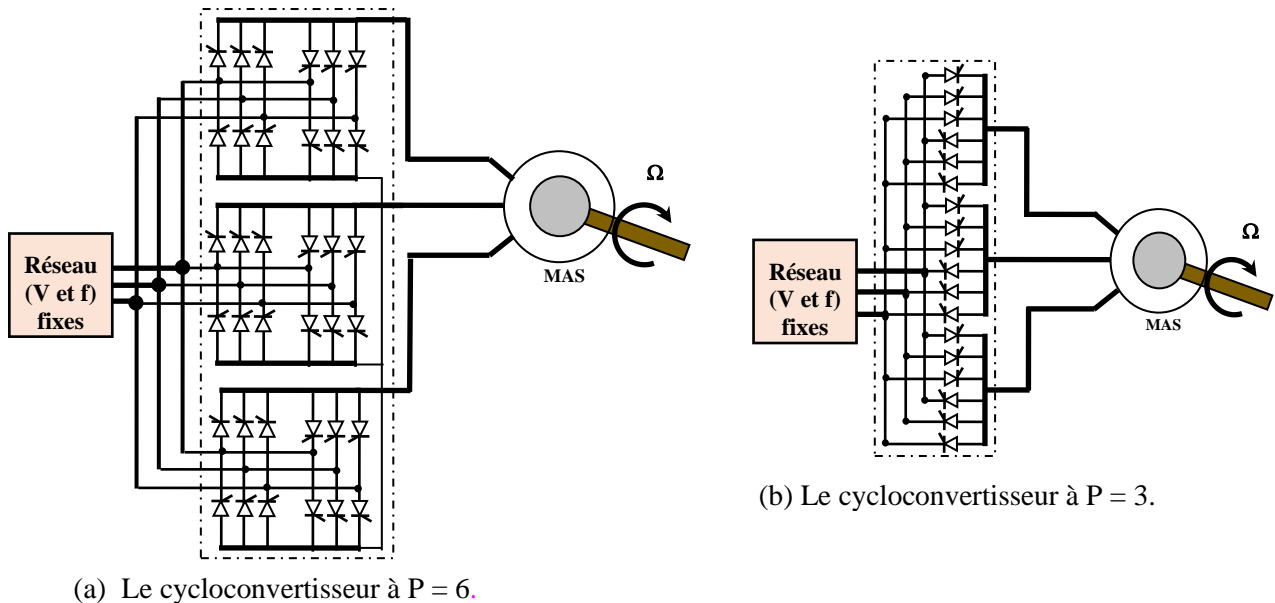 Ω
MAS
Réseau
(V et f)
fixes
(a) Le cycloconvertisseur à P = 6.
Ω
MAS
Réseau
(V et f)
fixes
(b) Le cycloconvertisseur à P = 3.